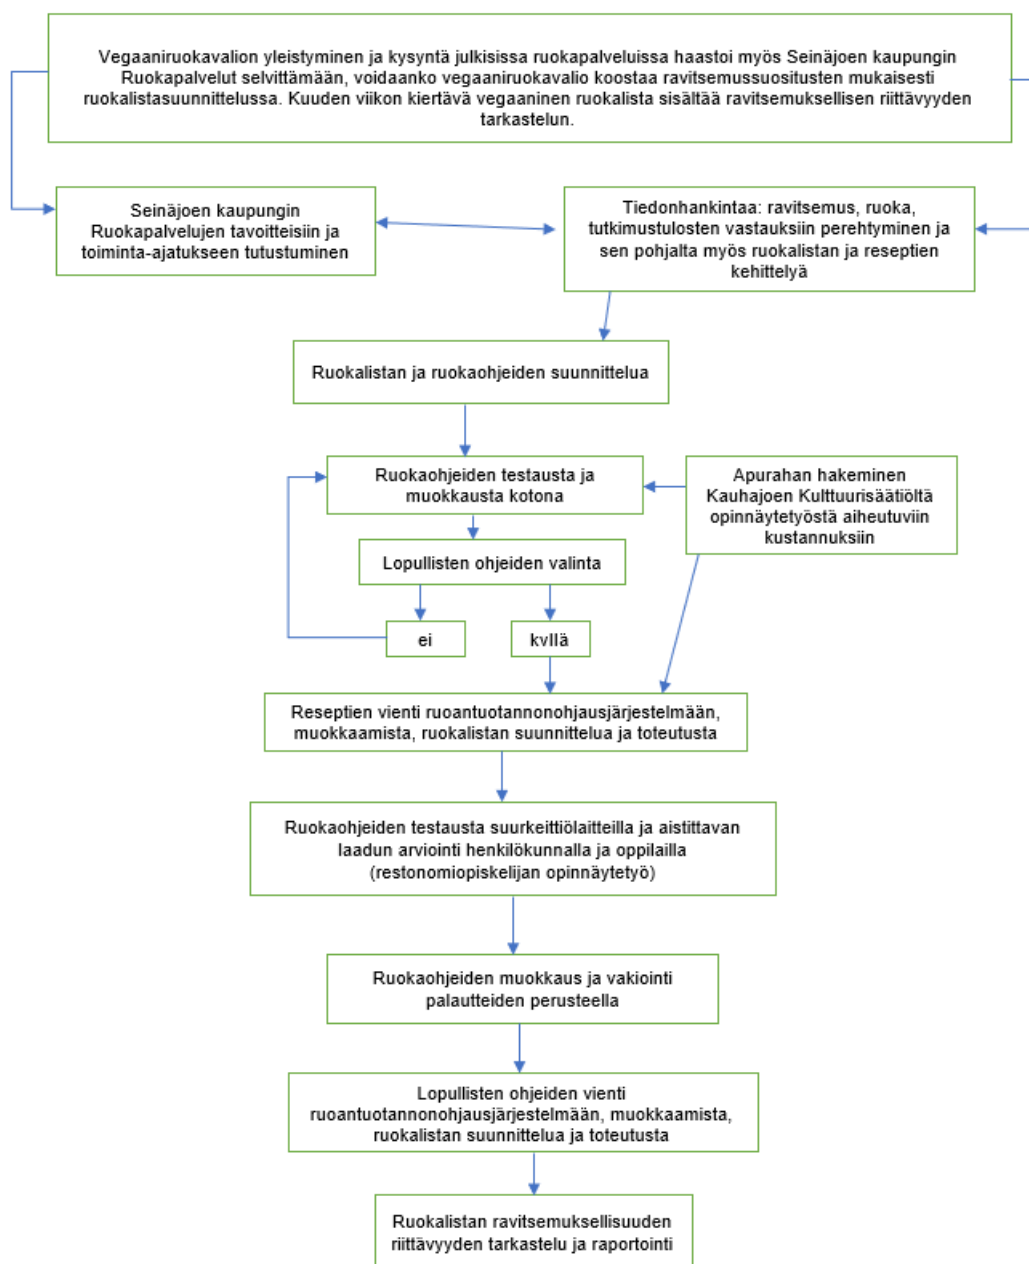 Vegaaniruokavalion yleistyminen ja kysyntä julkisissa ruokapalveluissa haastoi myös Seinäjoen kaupungin
Ruokapalvelut selvittämään, voidaanko vegaaniruokavalio koostaa ravitsemussuositusten mukaisesti
ruokalistasuunnittelussa. Kuuden viikon kiertävä vegaaninen ruokalista sisältää ravitsemuksellisen riittävyyden
tarkastelun.
Seinäjoen kaupungin
Ruokapalvelujen tavoitteisiin ja
toiminta-ajatukseen tutustuminen
Tiedonhankintaa: ravitsemus, ruoka,
tutkimustulosten vastauksiin perehtyminen ja
sen pohjalta myös ruokalistan ja reseptien
kehittelyä
Ruokalistan ja ruokaohjeiden suunnittelua
Ruokaohjeiden testausta ja
muokkausta kotona
Apurahan hakeminen
Kauhajoen Kulttuurisäätiöltä
opinnäytetyöstä aiheutuviin
kustannuksiin
Lopullisten ohjeiden valinta
ei
kvllä
Reseptien vienti ruoantuotannonohjausjärjestelmään,
muokkaamista, ruokalistan suunnittelua ja toteutusta
Ruokaohjeiden testausta suurkeittiölaitteilla ja aistittavan
laadun arviointi henkilökunnalla ja oppilailla
(restonomiopiskelijan opinnäytetyö)
Ruokaohjeiden muokkaus ja vakiointi
palautteiden perusteella
Lopullisten ohjeiden vienti
ruoantuotannonohjausjärjestelmään, muokkaamista,
ruokalistan suunnittelua ja toteutusta
Ruokalistan ravitsemuksellisuuden
riittävyyden tarkastelu ja raportointi